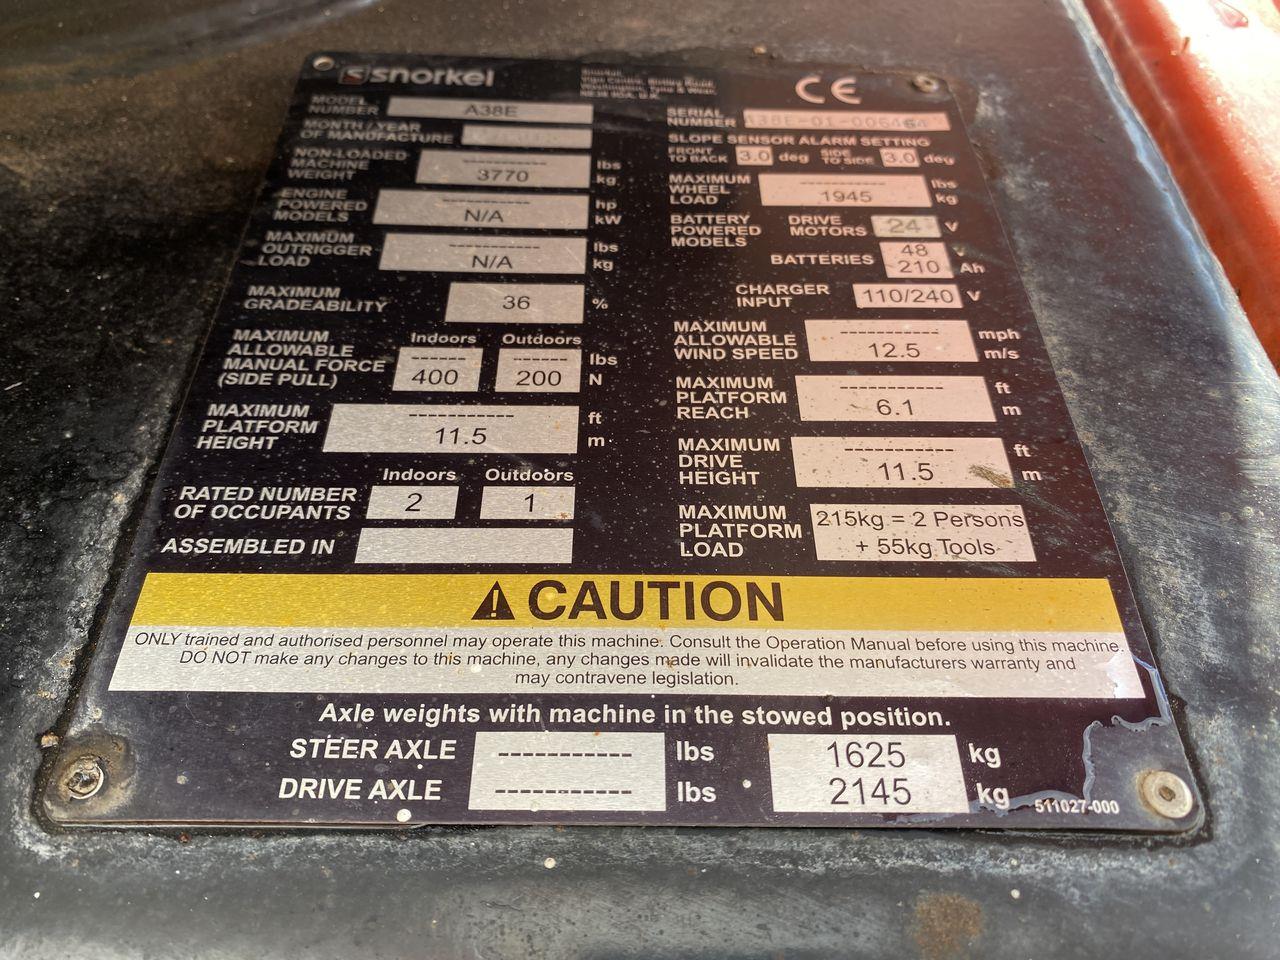 snorkel
Snorkel,
Vigo Centre, Birtley Road,
Washington, Tyne & Wear,
CE
MODEL NUMBER A38E
MONTH/YEAR OF MANUFACTURE
NON-LOADED MACHINE WEIGHT ----------- lbs
3770 kg
ENGINE POWERED MODELS ----------- hp
N/A kW
MAXIMUM OUTRIGGER LOAD ----------- lbs
N/A kg
MAXIMUM GRADEABILITY 36 %
MAXIMUM ALLOWABLE MANUAL FORCE (SIDE PULL)
Indoors Outdoors
------ ------ lbs
400 200 N
MAXIMUM PLATFORM HEIGHT ----------- ft
11.5 m
Indoors Outdoors
RATED NUMBER OF OCCUPANTS 2 1
ASSEMBLED IN
SERIAL NUMBER
SLOPE SENSOR ALARM SETTING
FRONT TO BACK 3.0 deg SIDE TO SIDE 3.0 deg
MAXIMUM WHEEL LOAD ----------- lbs
1945 kg
BATTERY POWERED MODELS
DRIVE MOTORS 24 V
BATTERIES 48 V
210 Ah
CHARGER INPUT 110/240 V
MAXIMUM ALLOWABLE WIND SPEED ----------- mph
12.5 m/s
MAXIMUM PLATFORM REACH ----------- ft
6.1 m
MAXIMUM DRIVE HEIGHT ----------- ft
11.5 m
MAXIMUM PLATFORM LOAD
215kg = 2 Persons
+ 55kg Tools
CAUTION
ONLY trained and authorised personnel may operate this machine. Consult the Operation Manual before using this machine.
DO NOT make any changes to this machine, any changes made will invalidate the manufacturers warranty and
may contravene legislation.
Axle weights with machine in the stowed position.
STEER AXLE ----------- lbs 1625 kg
DRIVE AXLE ----------- lbs 2145 kg
511027-000